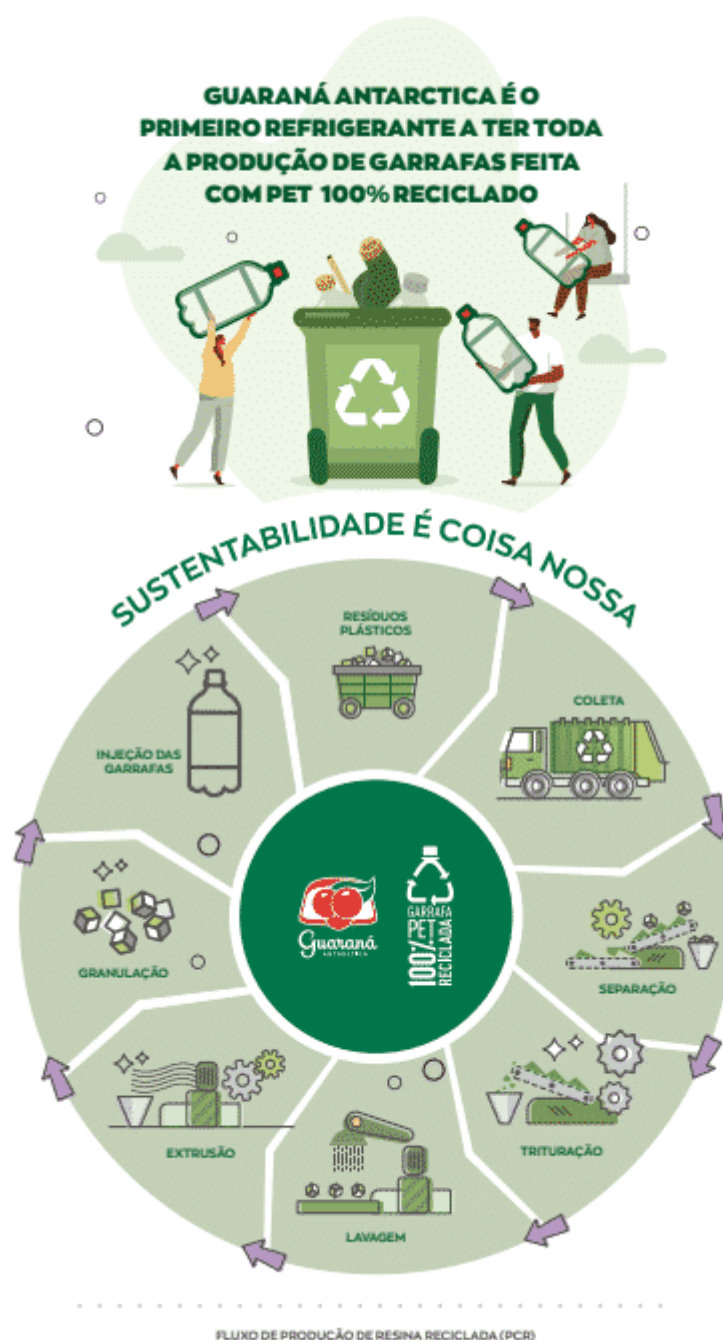 GUARANÁ ANTARCTICA É O
PRIMEIRO REFRIGERANTE A TER TODA
A PRODUÇÃO DE GARRAFAS FEITA
COM PET 100% RECICLADO
SUSTENTABILIDADE É COISA NOSSA
RESÍDUOS
PLÁSTICOS
COLETA
INJEÇÃO DAS
GARRAFAS
SEPARAÇÃO
GRANULAÇÃO
Guaraná
ANTARCTICA
GARRAFA
PET
100%
RECICLADA
TRITURAÇÃO
EXTRUSÃO
LAVAGEM
FLUXO DE PRODUÇÃO DE RESINA RECICLADA (PCR)